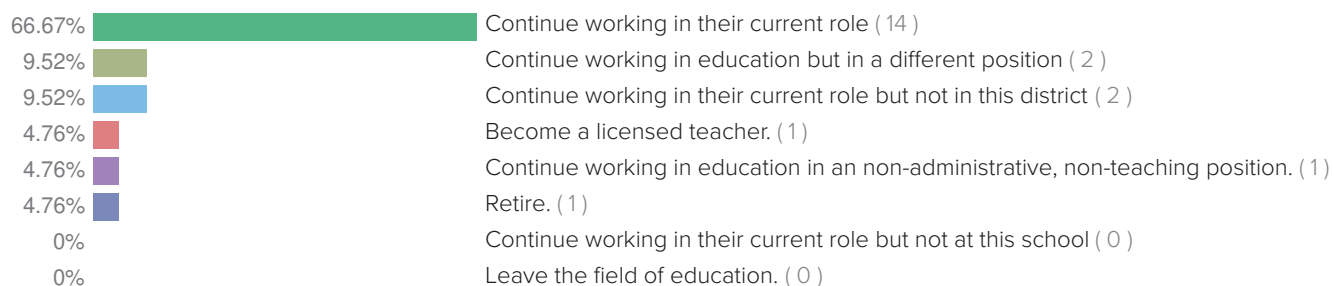 66.67% Continue working in their current role ( 14 )
9.52% Continue working in education but in a different position ( 2 )
9.52% Continue working in their current role but not in this district ( 2 )
4.76% Become a licensed teacher. ( 1 )
4.76% Continue working in education in an non-administrative, non-teaching position. ( 1 )
4.76% Retire. ( 1 )
0% Continue working in their current role but not at this school ( 0 )
0% Leave the field of education. ( 0 )